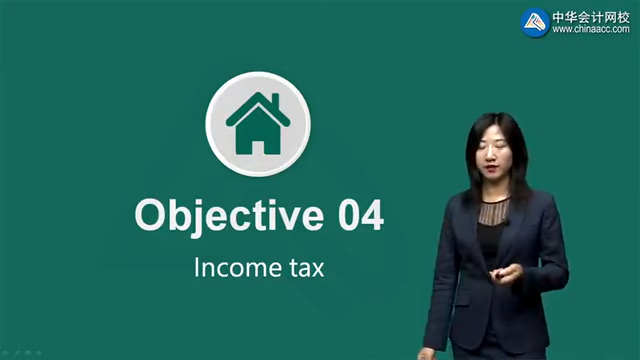 中华会计网校
www.chinaacc.com
Objective 04
Income tax